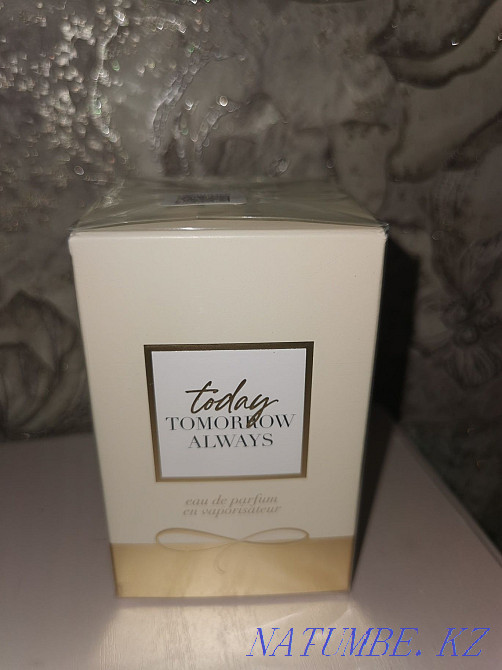 today
TOMORROW
ALWAYS
eau de parfum
en vaporisateur
NATUMBE. KZ